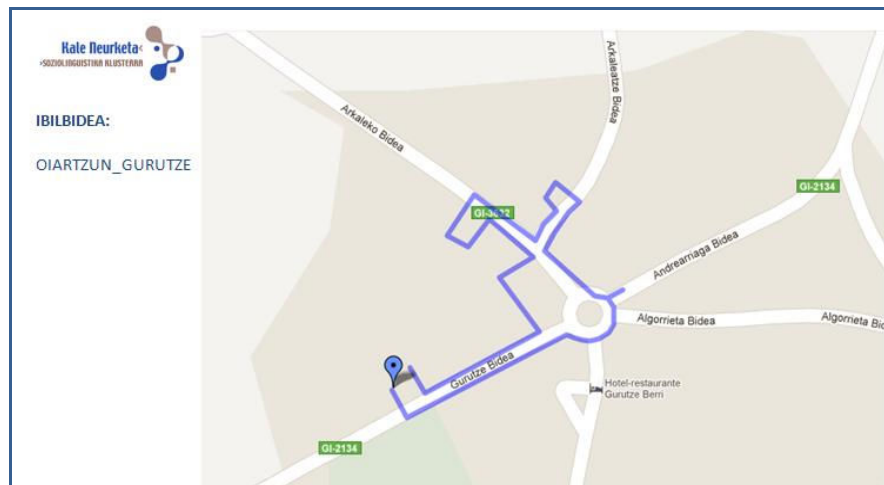 Kale Neurketa
SOZIOLINGUISTIKA KLUSTERRA
IBILBIDEA:
OIARTZUN_GURUTZE
Arkaleko Bidea
Arkaleatze Bidea
GI-2134
Andrearriaga Bidea
Algorrieta Bidea
Algorrieta Bid
Gurutze Bidea
Hotel-restaurante
Gurutze Berri
GI-2134